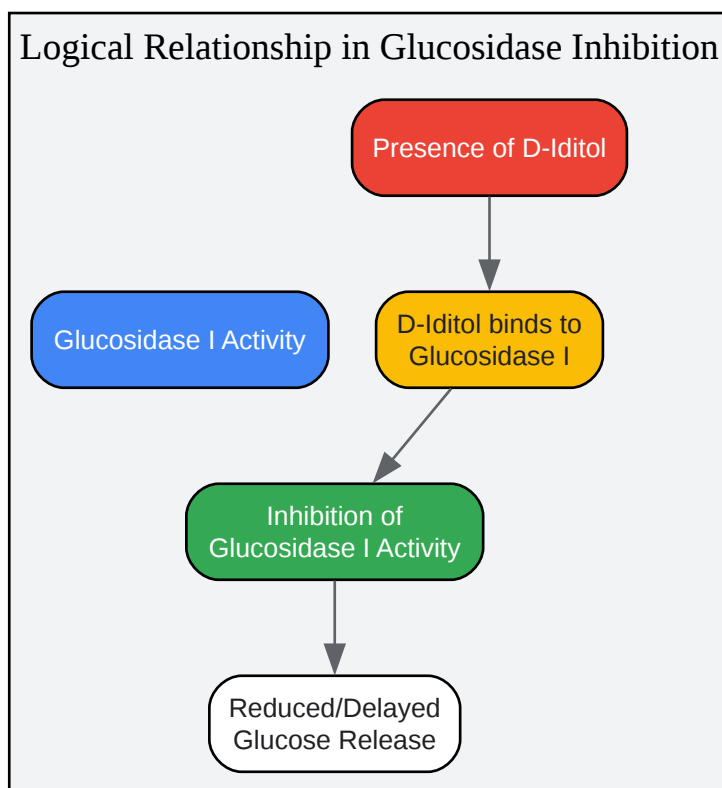 Logical Relationship in Glucosidase Inhibition
Presence of D-Iditol
Glucosidase I Activity
D-Iditol binds to
Glucosidase I
Inhibition of
Glucosidase I Activity
Reduced/Delayed
Glucose Release